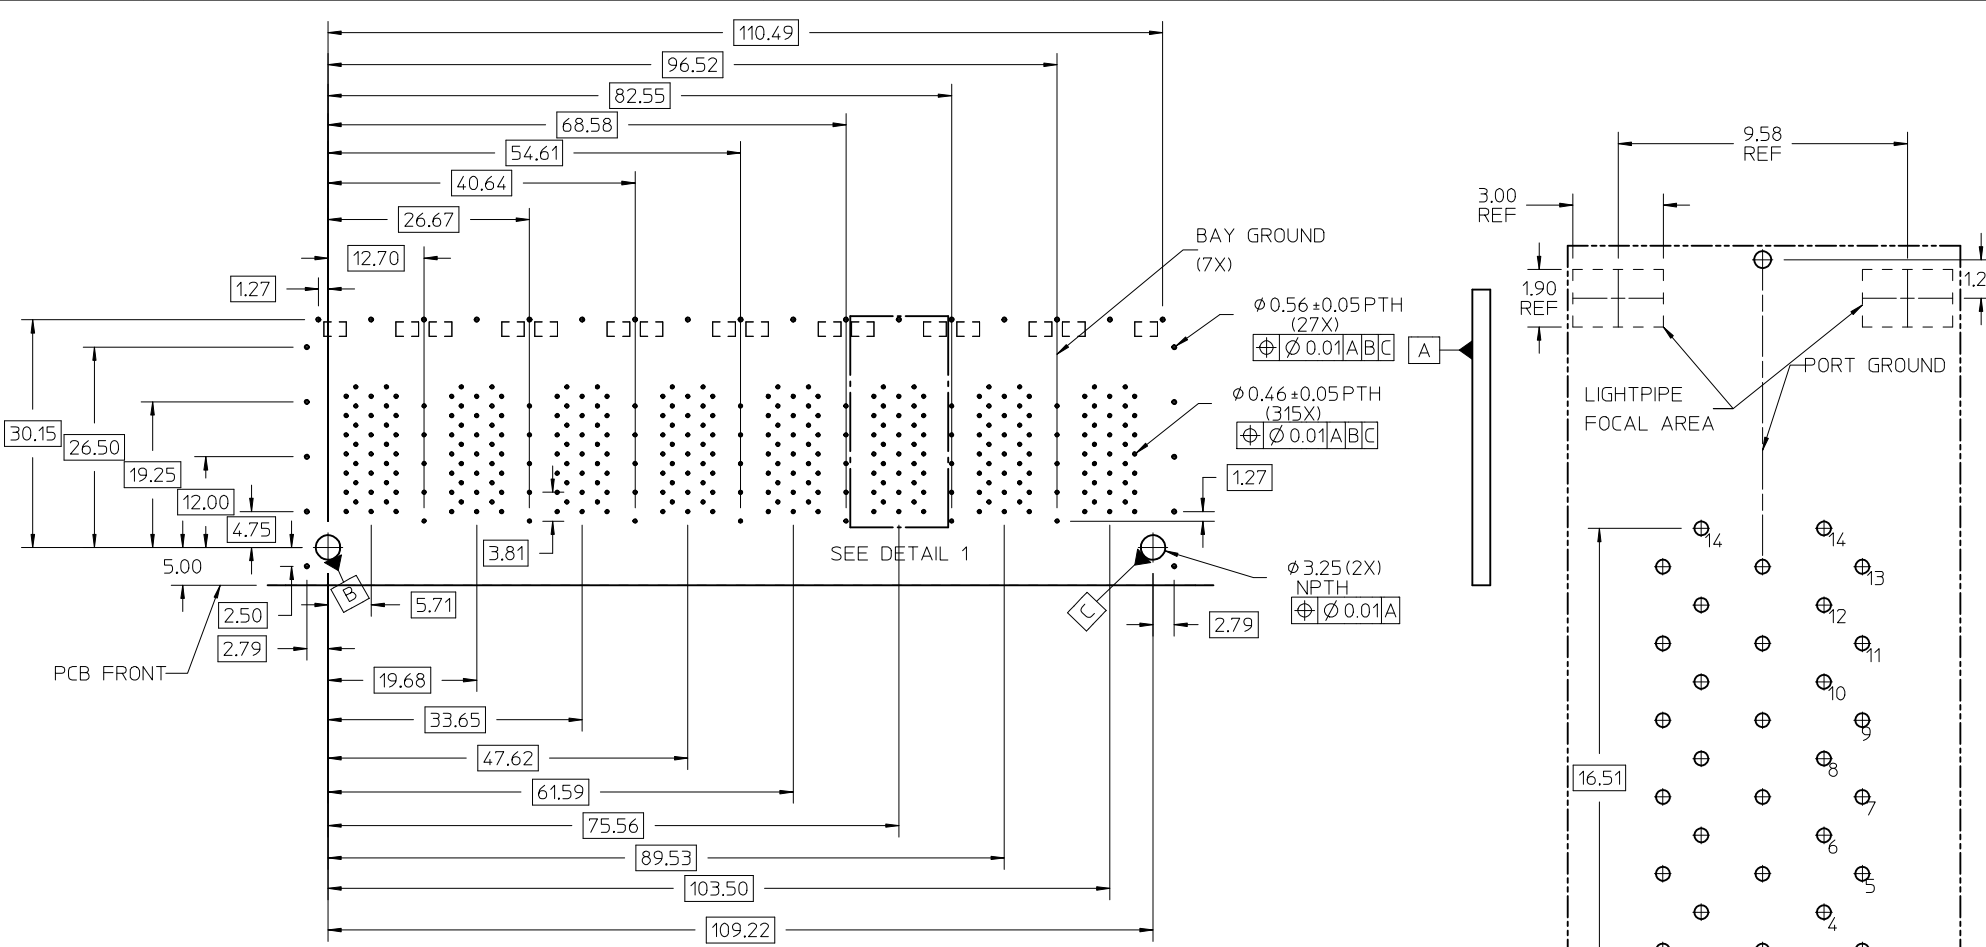 110.49
96.52
82.55
68.58
54.61
40.64
26.67
12.70
1.27
BAY GROUND
(7X)
Ø0.56±0.05 PTH
(27X)
⌖ Ø 0.01 A B C
A
Ø0.46±0.05 PTH
(315X)
⌖ Ø 0.01 A B C
30.15
26.50
19.25
12.00
4.75
5.00
2.50
2.79
3.81
1.27
SEE DETAIL 1
B
5.71
C
Ø3.25(2X)
NPTH
⌖ Ø 0.01 A
2.79
PCB FRONT
19.68
33.65
47.62
61.59
75.56
89.53
103.50
109.22
9.58
REF
3.00
REF
1.90
REF
1.2
LIGHTPIPE
FOCAL AREA
PORT GROUND
14
14
13
12
11
10
9
8
7
6
5
4
16.51